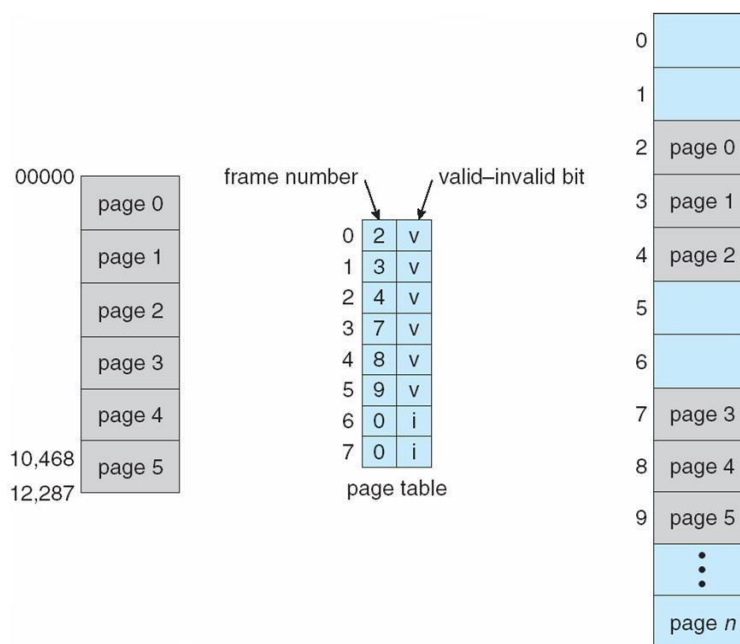 00000
page 0
page 1
page 2
page 3
page 4
10,468
page 5
12,287
frame number
valid–invalid bit
0 2 v
1 3 v
2 4 v
3 7 v
4 8 v
5 9 v
6 0 i
7 0 i
page table
0
1
2 page 0
3 page 1
4 page 2
5
6
7 page 3
8 page 4
9 page 5
page n